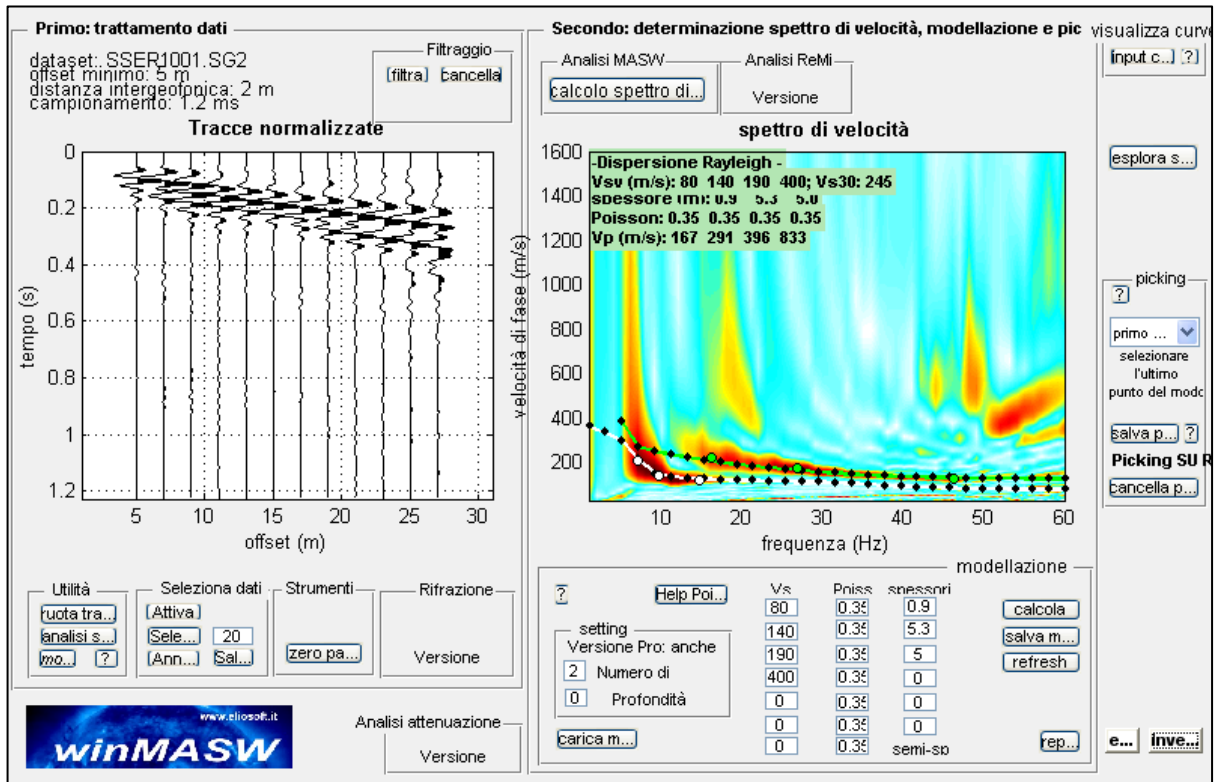 Primo: trattamento dati
dataset: SSER1001.SG2
offset minimo: 5 m
distanza intergeofonica: 2 m
campionamento: 1.2 ms
Filtraggio
filtra
cancella
Tracce normalizzate
0
0.2
0.4
0.6
0.8
1
1.2
tempo (s)
5 10 15 20 25 30
offset (m)
Utilità
ruota tra...
analisi s...
mo... ?
Seleziona dati
(Attiva)
(Sele... 20
(Ann... Sal...
Strumenti
zero pa...
Rifrazione
Versione
www.eliosoft.it
winMASW
Analisi attenuazione
Versione
Secondo: determinazione spettro di velocità, modellazione e pic
Analisi MASW
calcolo spettro di...
Analisi ReMi
Versione
spettro di velocità
-Dispersione Rayleigh -
Vsv (m/s): 80 140 190 400; Vs30: 245
spessore (m): 0.9 5.3 5.0
Poisson: 0.35 0.35 0.35 0.35
Vp (m/s): 167 291 396 833
1600
1400
1200
1000
800
600
400
200
velocità di fase (m/s)
10 20 30 40 50 60
frequenza (Hz)
modellazione
?
Help Poi...
setting
Versione Pro: anche
2 Numero di
0 Profondità
carica m...
Vs Poiss spessori
80 0.35 0.9
140 0.35 5.3
190 0.35 5
400 0.35 0
0 0.35 0
0 0.35 0
0 0.35 semi-sp
calcola
salva m...
refresh
rep...
visualizza curve
input c... ?
esplora s...
picking
?
primo ...
selezionare
l'ultimo
punto del modo
salva p... ?
Picking SU R
cancella p...
e... inve...